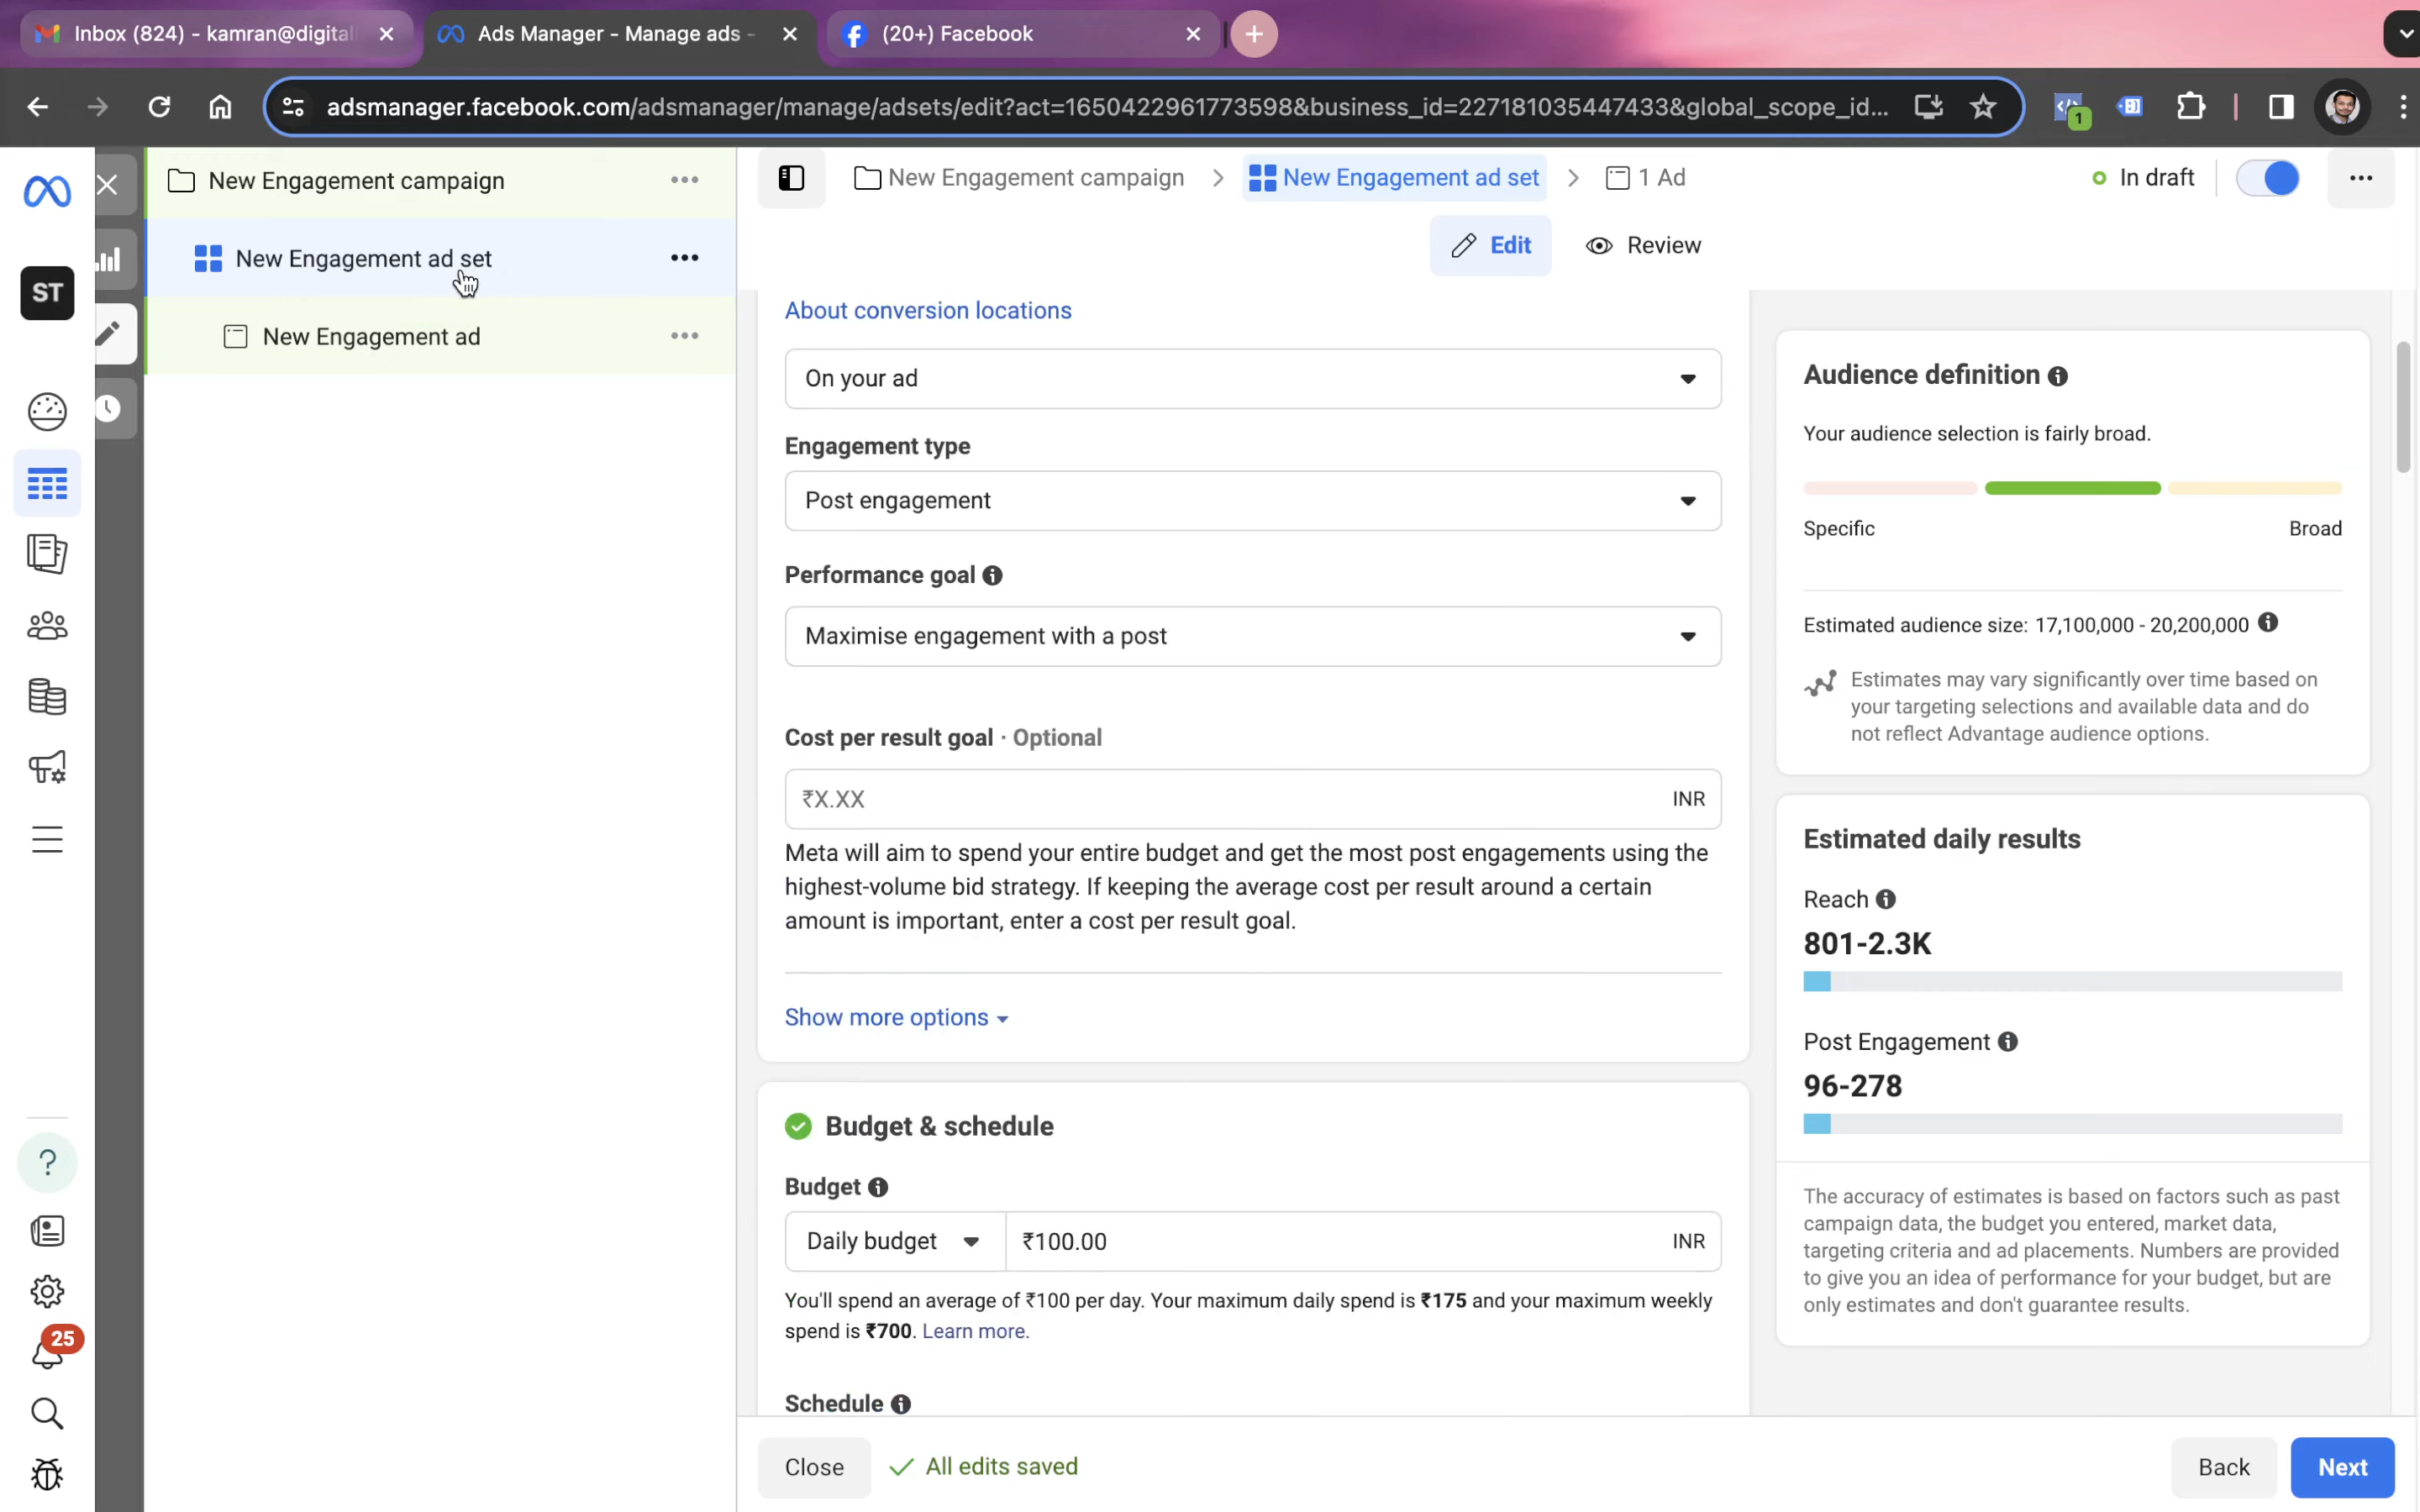 Inbox (824) - kamran@digital
Ads Manager - Manage ads -
(20+) Facebook
adsmanager.facebook.com/adsmanager/manage/adsets/edit?act=1650422961773598&business_id=227181035447433&global_scope_id...
1
New Engagement campaign
New Engagement campaign
New Engagement ad set
1 Ad
In draft
New Engagement ad set
Edit
Review
ST
New Engagement ad
About conversion locations
On your ad
Engagement type
Post engagement
Performance goal
Maximise engagement with a post
Cost per result goal · Optional
₹X.XX
INR
Meta will aim to spend your entire budget and get the most post engagements using the
highest-volume bid strategy. If keeping the average cost per result around a certain
amount is important, enter a cost per result goal.
Show more options
Budget & schedule
Budget
Daily budget
₹100.00
INR
You'll spend an average of ₹100 per day. Your maximum daily spend is ₹175 and your maximum weekly
spend is ₹700. Learn more.
Schedule
Audience definition
Your audience selection is fairly broad.
Specific
Broad
Estimated audience size: 17,100,000 - 20,200,000
Estimates may vary significantly over time based on
your targeting selections and available data and do
not reflect Advantage audience options.
Estimated daily results
Reach
801-2.3K
Post Engagement
96-278
The accuracy of estimates is based on factors such as past
campaign data, the budget you entered, market data,
targeting criteria and ad placements. Numbers are provided
to give you an idea of performance for your budget, but are
only estimates and don't guarantee results.
25
Close
All edits saved
Back
Next